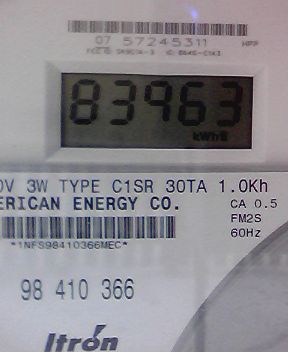 07 57245311
83963
kWh
0V 3W TYPE C1SR 30TA 1.0Kh
ERICAN ENERGY CO.
CA 0.5
FM2S
60Hz
*1NFS98410366MEC*
98 410 366
Itrón